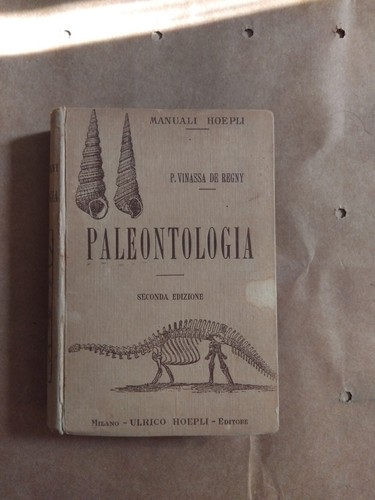 MANUALI HOEPLI
P. VINASSA DE REGNY
PALEONTOLOGIA
SECONDA EDIZIONE
MILANO - ULRICO HOEPLI - EDITORE